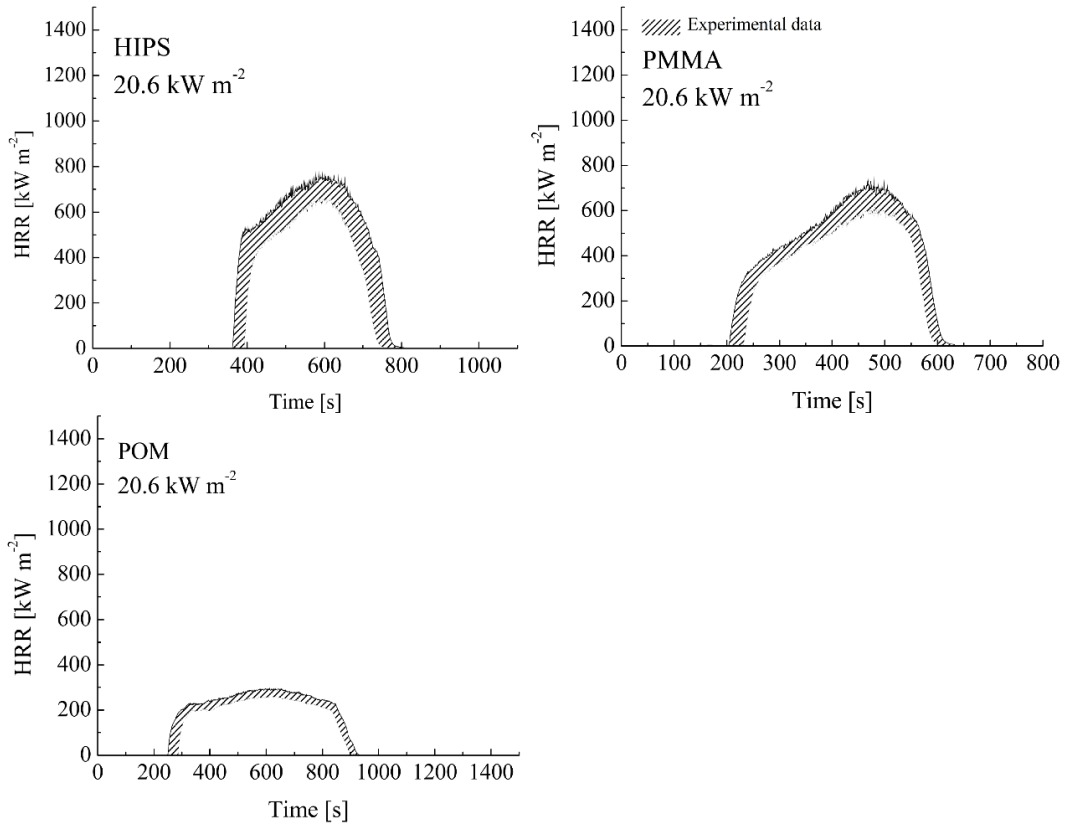 1400
1200
1000
800
600
400
200
0
HRR [kW m-2]
HIPS
20.6 kW m-2
0 200 400 600 800 1000
Time [s]
1400
1200
1000
800
600
400
200
0
HRR [kW m-2]
Experimental data
PMMA
20.6 kW m-2
0 100 200 300 400 500 600 700 800
Time [s]
1400
1200
1000
800
600
400
200
0
HRR [kW m-2]
POM
20.6 kW m-2
0 200 400 600 800 1000 1200 1400
Time [s]